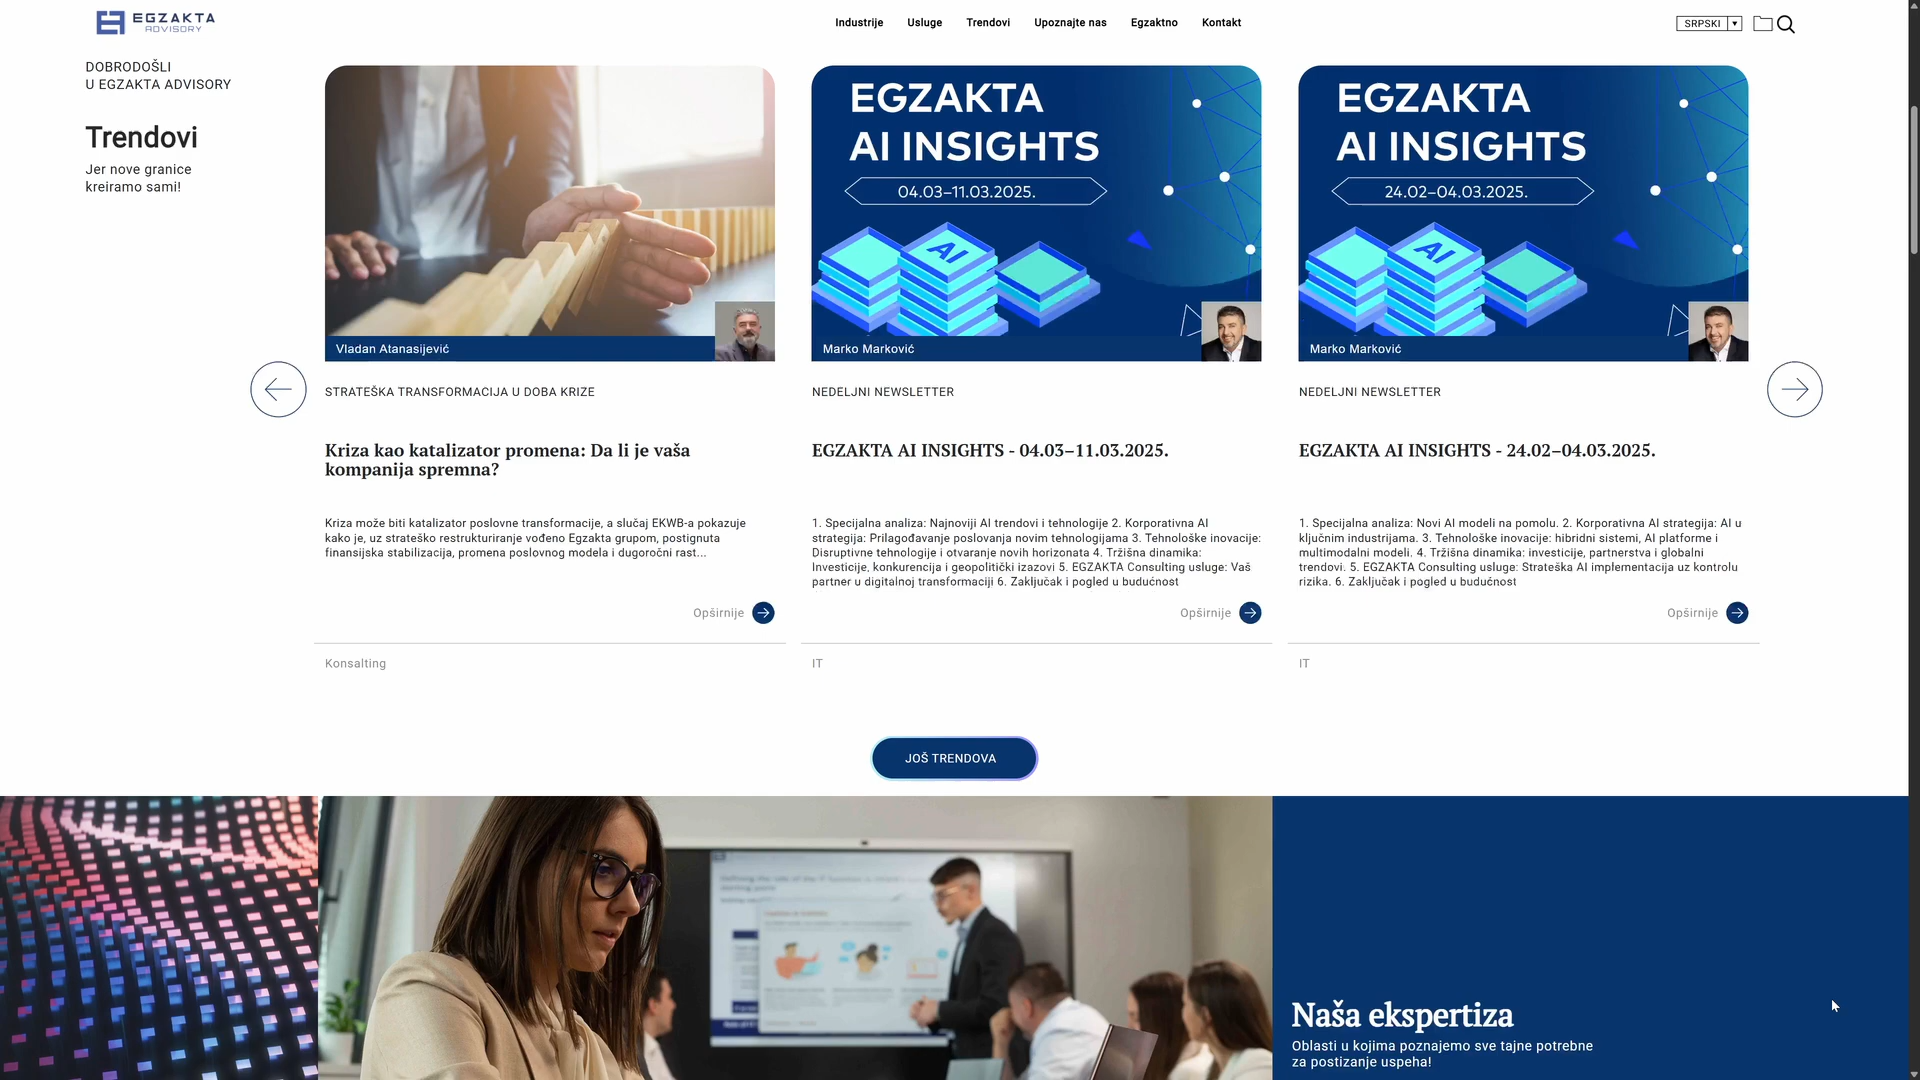 EGZAKTA
ADVISORY
Industrije
Usluge
Trendovi
Upoznajte nas
Egzaktno
Kontakt
SRPSKI
DOBRODOŠLI
U EGZAKTA ADVISORY
Trendovi
Jer nove granice
kreiramo sami!
Vladan Atanasijević
STRATEŠKA TRANSFORMACIJA U DOBA KRIZE
Kriza kao katalizator promena: Da li je vaša
kompanija spremna?
Kriza može biti katalizator poslovne transformacije, a slučaj EKWB-a pokazuje
kako je, uz strateško restrukturiranje vođeno Egzakta grupom, postignuta
finansijska stabilizacija, promena poslovnog modela i dugoročni rast...
Opširnije
Konsalting
EGZAKTA
AI INSIGHTS
04.03–11.03.2025.
AI
Marko Marković
NEDELJNI NEWSLETTER
EGZAKTA AI INSIGHTS - 04.03–11.03.2025.
1. Specijalna analiza: Najnoviji AI trendovi i tehnologije 2. Korporativna AI
strategija: Prilagođavanje poslovanja novim tehnologijama 3. Tehnološke inovacije:
Disruptivne tehnologije i otvaranje novih horizonata 4. Tržišna dinamika:
Investicije, konkurencija i geopolitički izazovi 5. EGZAKTA Consulting usluge: Vaš
partner u digitalnoj transformaciji 6. Zaključak i pogled u budućnost
Opširnije
IT
EGZAKTA
AI INSIGHTS
24.02–04.03.2025.
AI
Marko Marković
NEDELJNI NEWSLETTER
EGZAKTA AI INSIGHTS - 24.02–04.03.2025.
1. Specijalna analiza: Novi AI modeli na pomolu. 2. Korporativna AI strategija: AI u
ključnim industrijama. 3. Tehnološke inovacije: hibridni sistemi, AI platforme i
multimodalni modeli. 4. Tržišna dinamika: investicije, partnerstva i globalni
trendovi. 5. EGZAKTA Consulting usluge: Strateška AI implementacija uz kontrolu
rizika. 6. Zaključak i pogled u budućnost
Opširnije
IT
JOŠ TRENDOVA
Naša ekspertiza
Oblasti u kojima poznajemo sve tajne potrebne
za postizanje uspeha!